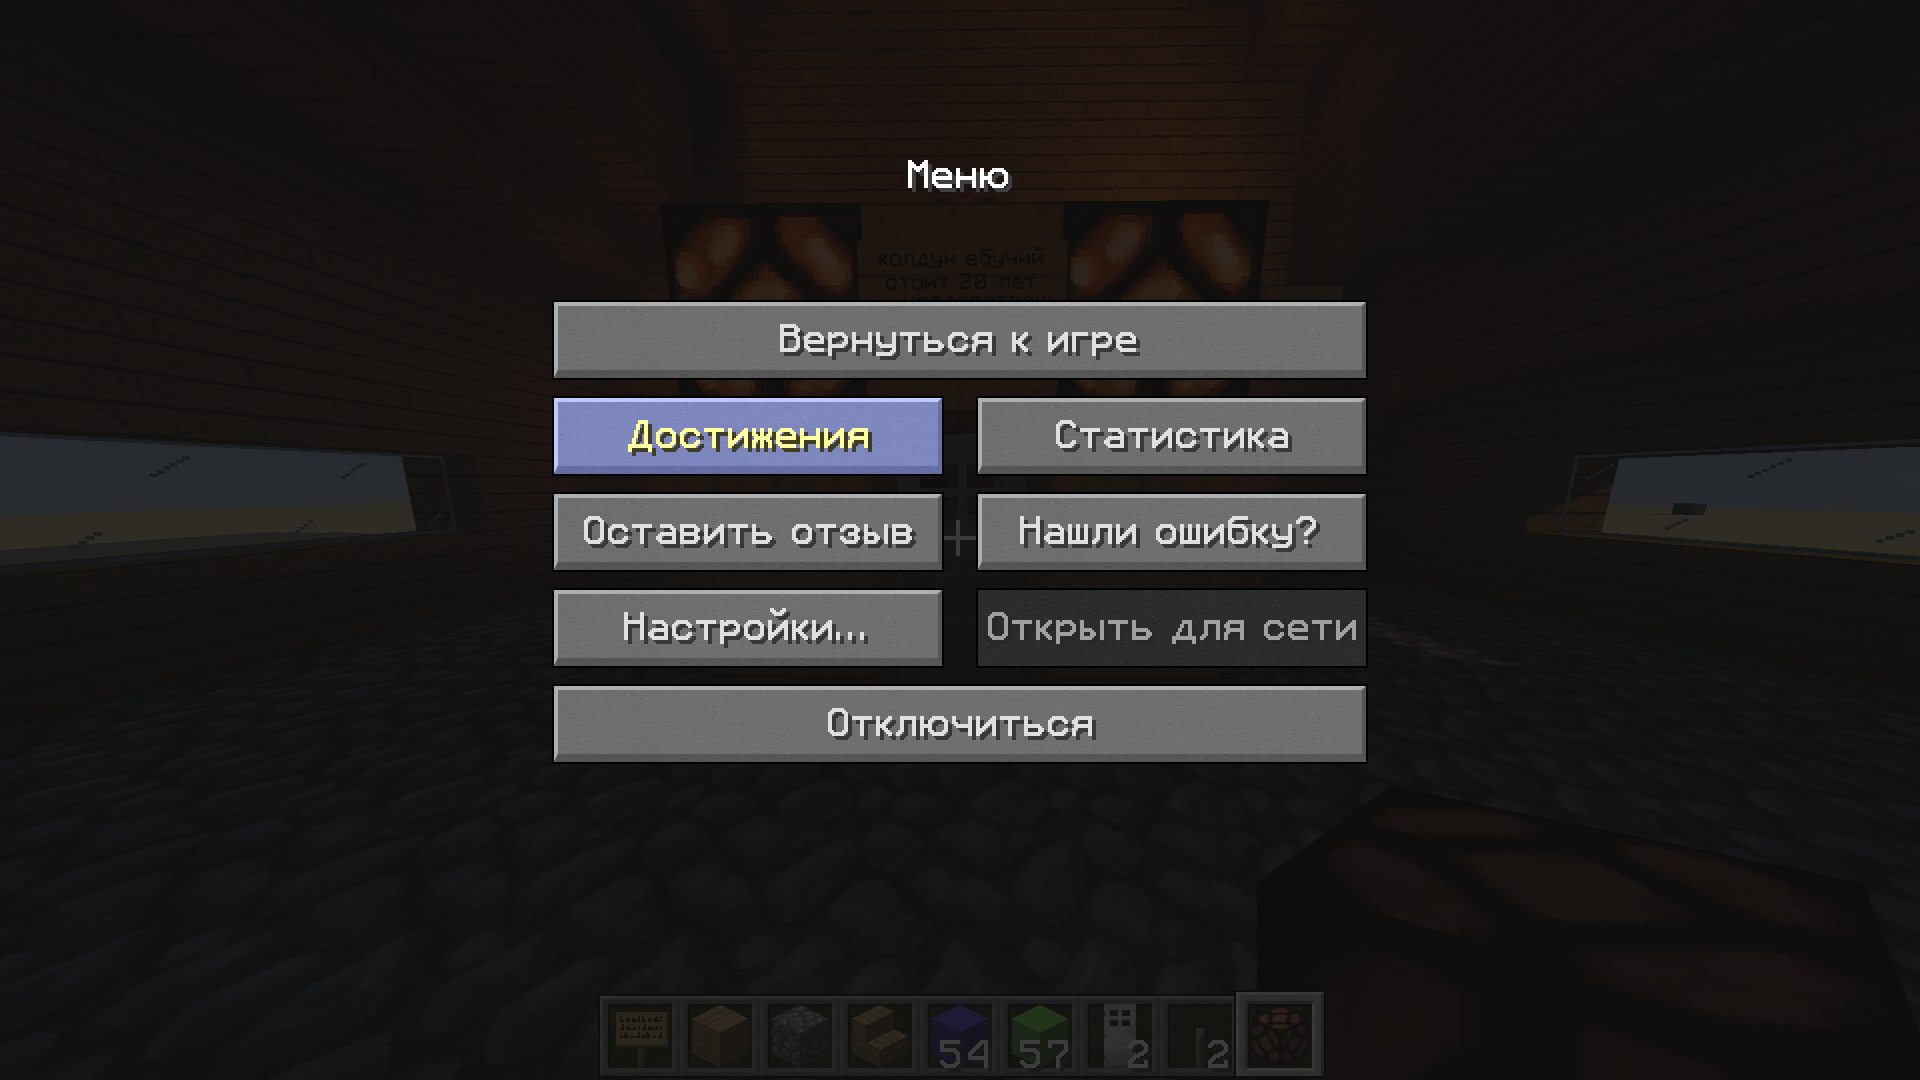 Меню
колдун ебучий
стоит 20 лет
Вернуться к игре
Достижения
Статистика
Оставить отзыв
Нашли ошибку?
Настройки...
Открыть для сети
Отключиться
54
57
2
2